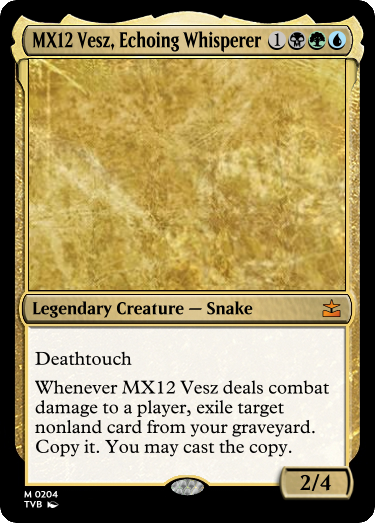 MX12 Vesz, Echoing Whisperer 1
Legendary Creature — Snake
Deathtouch
Whenever MX12 Vesz deals combat
damage to a player, exile target
nonland card from your graveyard.
Copy it. You may cast the copy.
2/4
M 0204
TVB